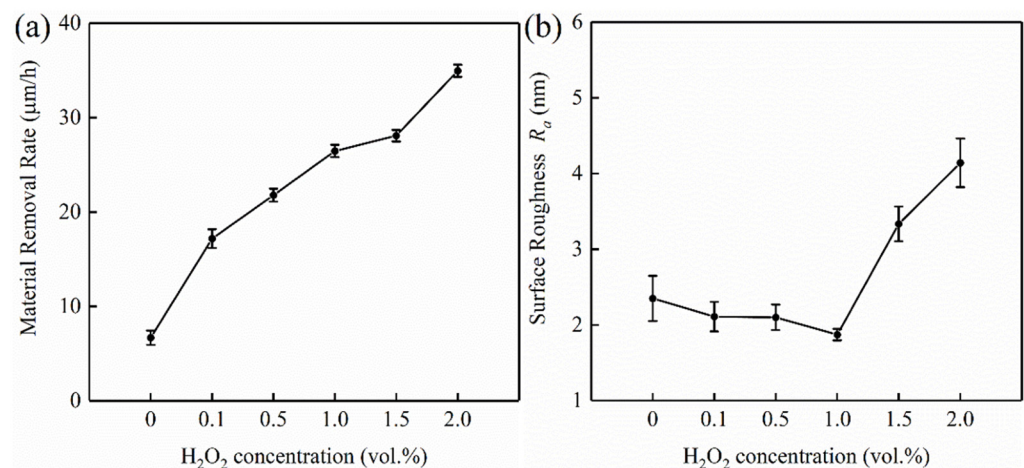 (a)
Material Removal Rate (μm/h)
40
30
20
10
0
0 0.1 0.5 1.0 1.5 2.0
H₂O₂ concentration (vol.%)
(b)
Surface Roughness Rₐ (nm)
6
5
4
3
2
1
0 0.1 0.5 1.0 1.5 2.0
H₂O₂ concentration (vol.%)